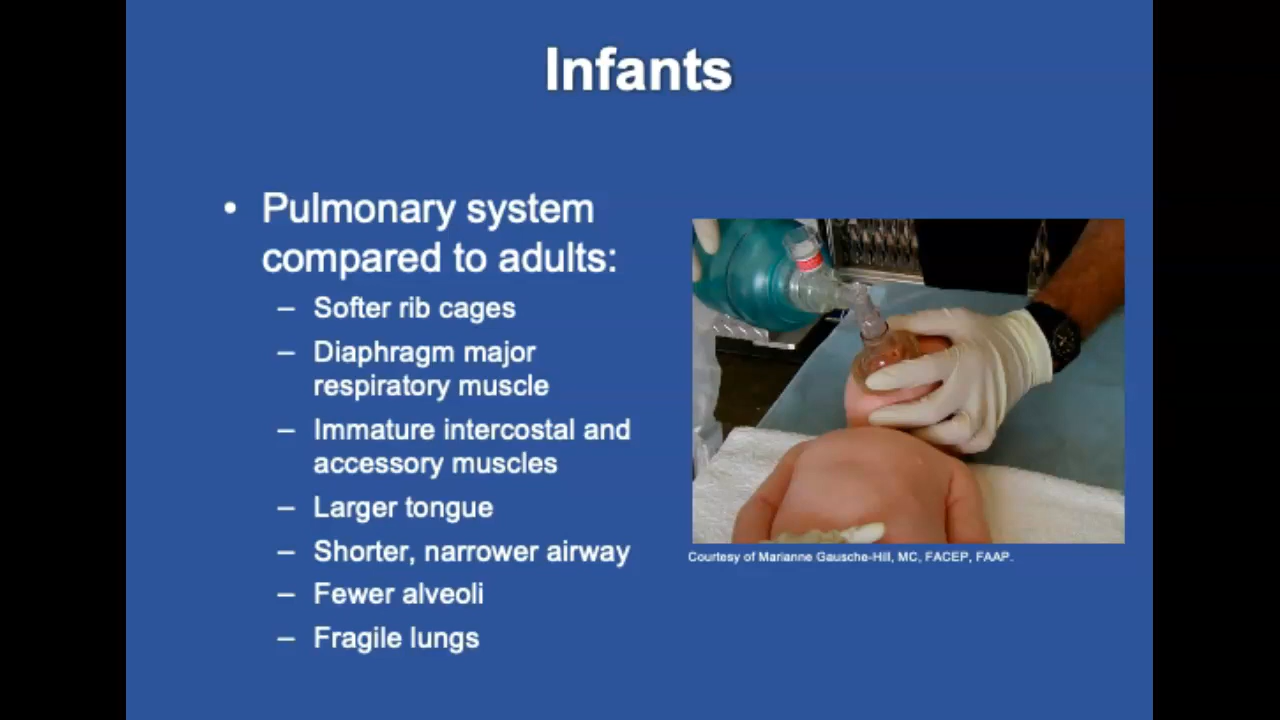 Infants
• Pulmonary system
compared to adults:
– Softer rib cages
– Diaphragm major
respiratory muscle
– Immature intercostal and
accessory muscles
– Larger tongue
– Shorter, narrower airway
– Fewer alveoli
– Fragile lungs
Courtesy of Marianne Gausche-Hill, MC, FACEP, FAAP.